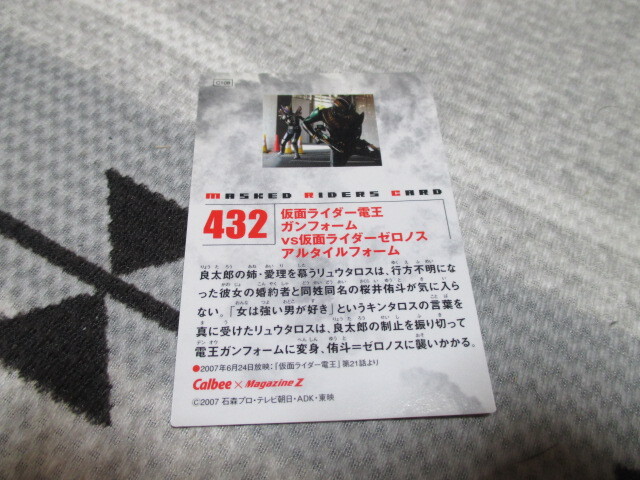 MASKED RIDERS CARD
432
仮面ライダー電王
ガンフォーム
vs仮面ライダーゼロノス
アルタイルフォーム
良太郎の姉・愛理を慕うリュウタロスは、行方不明にな
った彼女の婚約者と同姓同名の桜井侑斗が気に入ら
ない。「女は強い男が好き」というキンタロスの言葉を
真に受けたリュウタロスは、良太郎の制止を振り切って
電王ガンフォームに変身、侑斗=ゼロノスに襲いかかる。
●2007年6月24日放映:『仮面ライダー電王』第21話より
Calbee×Magazine Z
©2007 石森プロ・テレビ朝日・ADK・東映